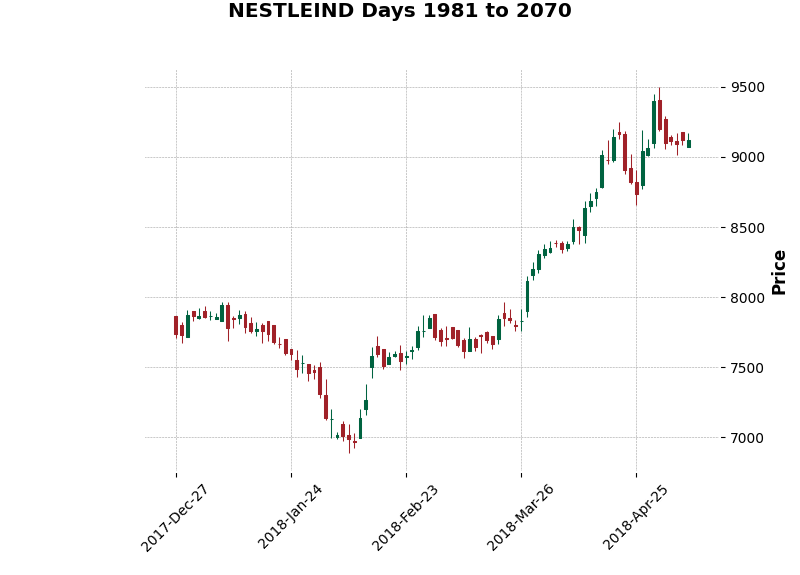 NESTLEIND Days 1981 to 2070
9500
9000
8500
8000
7500
7000
Price
2017-Dec-27
2018-Jan-24
2018-Feb-23
2018-Mar-26
2018-Apr-25